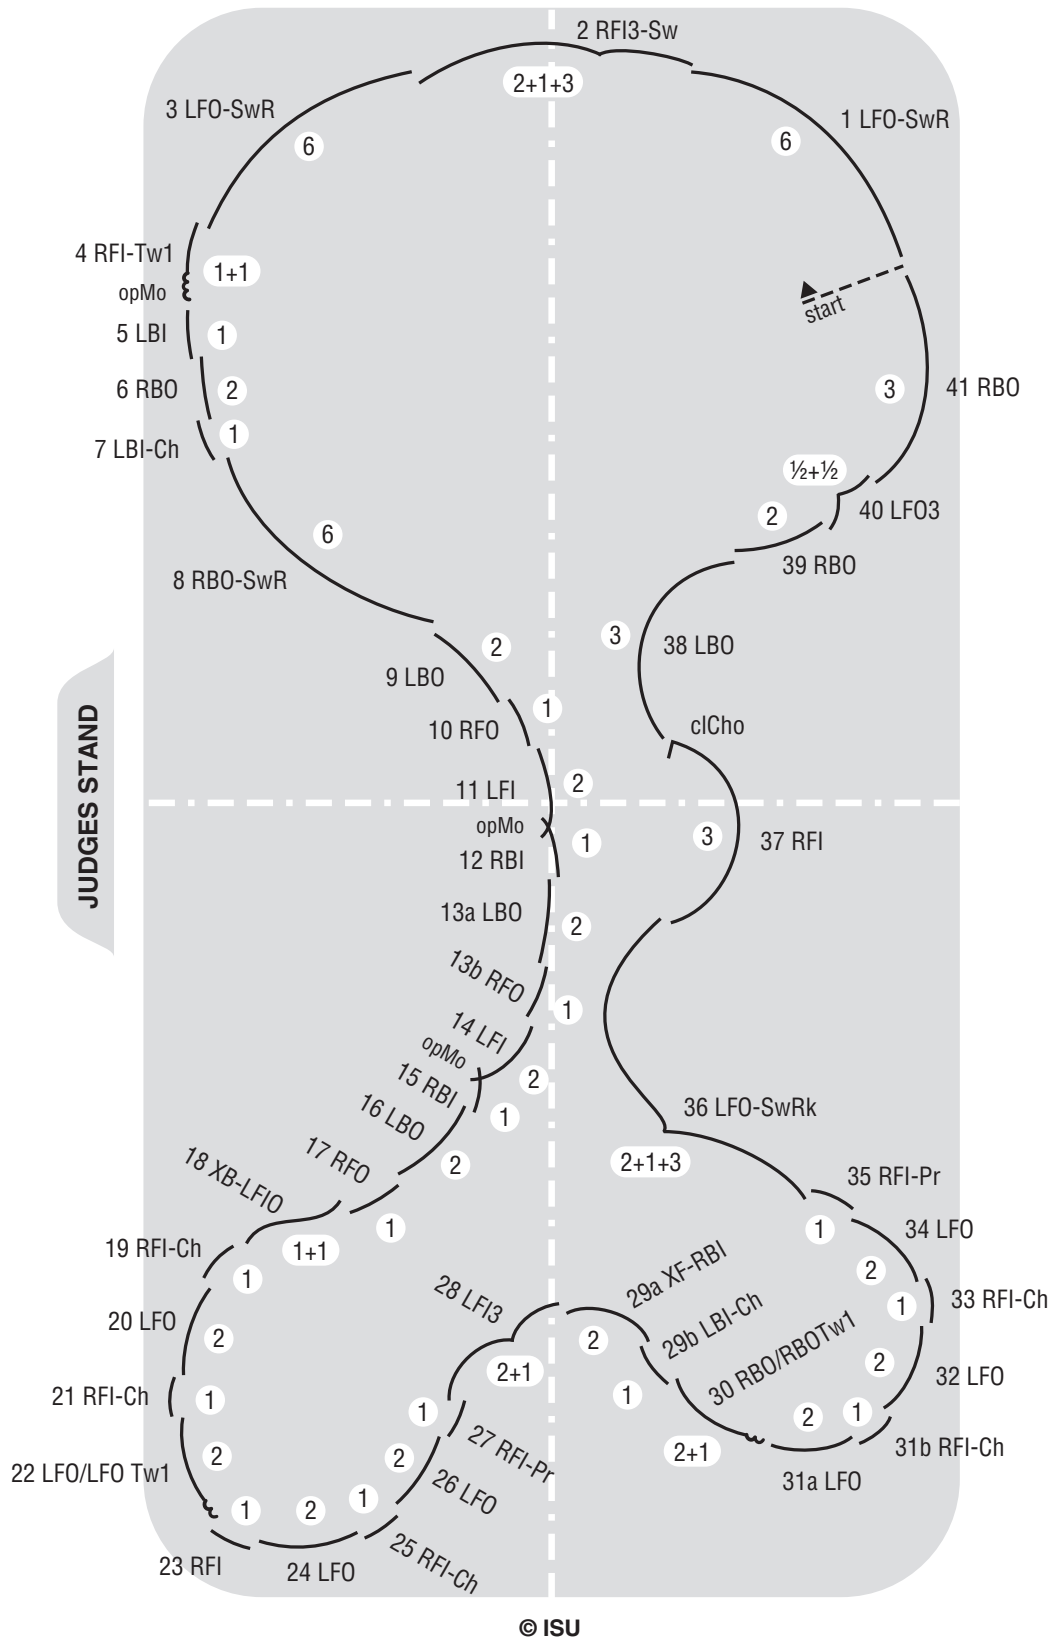 2 RFI3-Sw
2+1+3
3 LFO-SwR
6
1 LFO-SwR
6
4 RFI-Tw1
1+1
opMo
start
5 LBI
1
6 RBO
2
3
41 RBO
7 LBI-Ch
1
½+½
40 LFO3
2
39 RBO
6
8 RBO-SwR
2
9 LBO
3
38 LBO
1
10 RFO
clCho
JUDGES STAND
11 LFI
2
opMo
1
12 RBI
3
37 RFI
13a LBO
2
13b RFO
1
14 LFI
opMo
2
15 RBI
1
16 LBO
2
36 LFO-SwRk
2+1+3
17 RFO
1
18 XB-LFIO
1+1
35 RFI-Pr
1
34 LFO
2
19 RFI-Ch
1
33 RFI-Ch
1
20 LFO
2
28 LFI3
2+1
29a XF-RBI
2
29b LBI-Ch
1
30 RBO/RBOTw1
2+1
32 LFO
2
21 RFI-Ch
1
22 LFO/LFO Tw1
2
31b RFI-Ch
1
31a LFO
2
27 RFI-Pr
1
26 LFO
2
25 RFI-Ch
1
23 RFI
1
24 LFO
2
© ISU